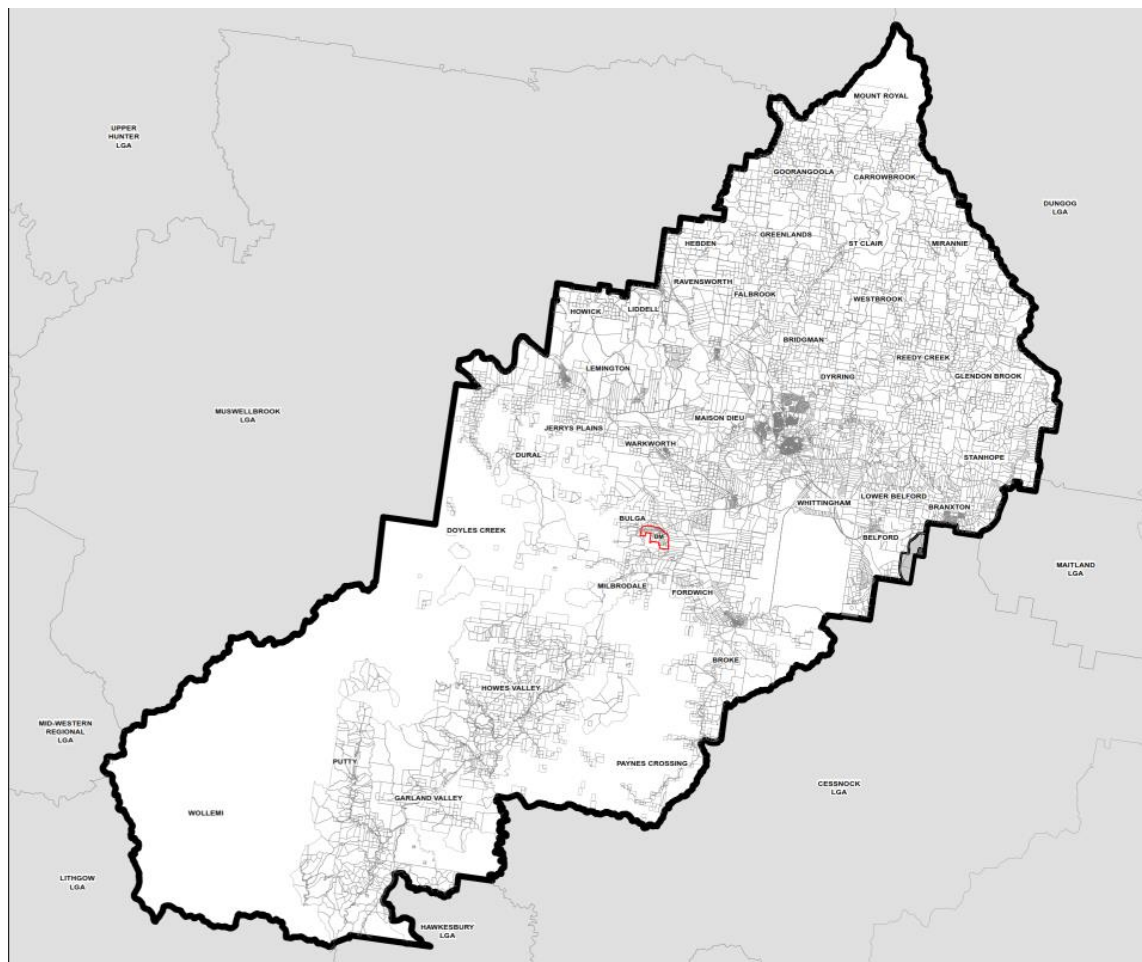 MOUNT ROYAL
UPPER
HUNTER
LGA
GOORANGOOLA
CARROWBROOK
DUNGOG
LGA
GREENLANDS
HEBDEN
ST CLAIR
MIRANNIE
RAVENSWORTH
FALBROOK
WESTBROOK
HOWICK
LIDDELL
BRIDGMAN
REEDY CREEK
LEMINGTON
DYRRING
GLENDON BROOK
MUSWELLBROOK
LGA
MAISON DIEU
JERRYS PLAINS
WARKWORTH
DURAL
STANHOPE
LOWER BELFORD
WHITTINGHAM
BRANXTON
BULGA
DOYLES CREEK
DM
BELFORD
MAITLAND
LGA
MILBRODALE
FORDWICH
BROKE
HOWES VALLEY
MID-WESTERN
REGIONAL
LGA
PUTTY
PAYNES CROSSING
CESSNOCK
LGA
GARLAND VALLEY
WOLLEMI
LITHGOW
LGA
HAWKESBURY
LGA